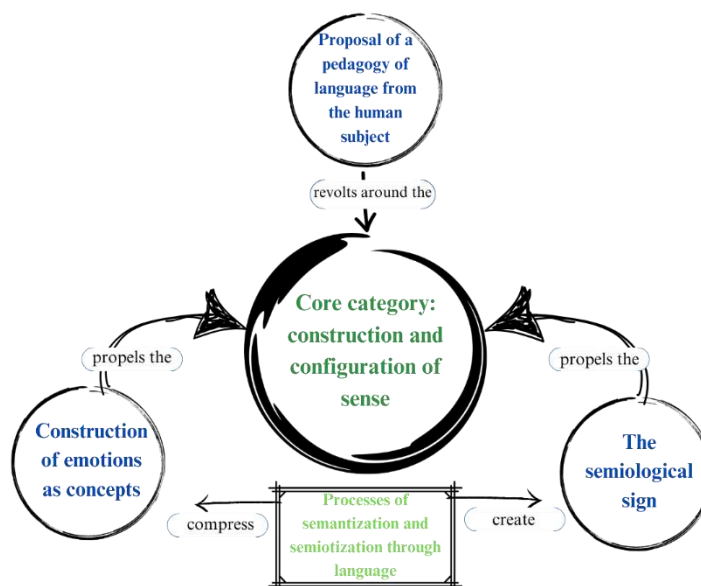 Proposal of a
pedagogy of
language from
the human
subject
revolts around the
Core category:
construction and
configuration of
sense
propels the
propels the
Construction
of emotions
as concepts
The
semiological
sign
Processes of
semantization and
semiotization through
language
compress
create